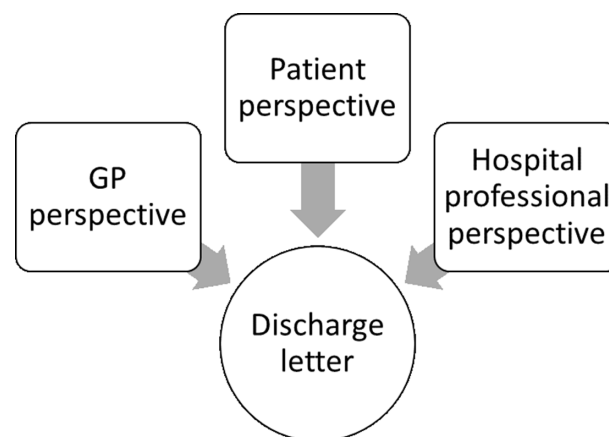 Patient
perspective
GP
perspective
Hospital
professional
perspective
Discharge
letter